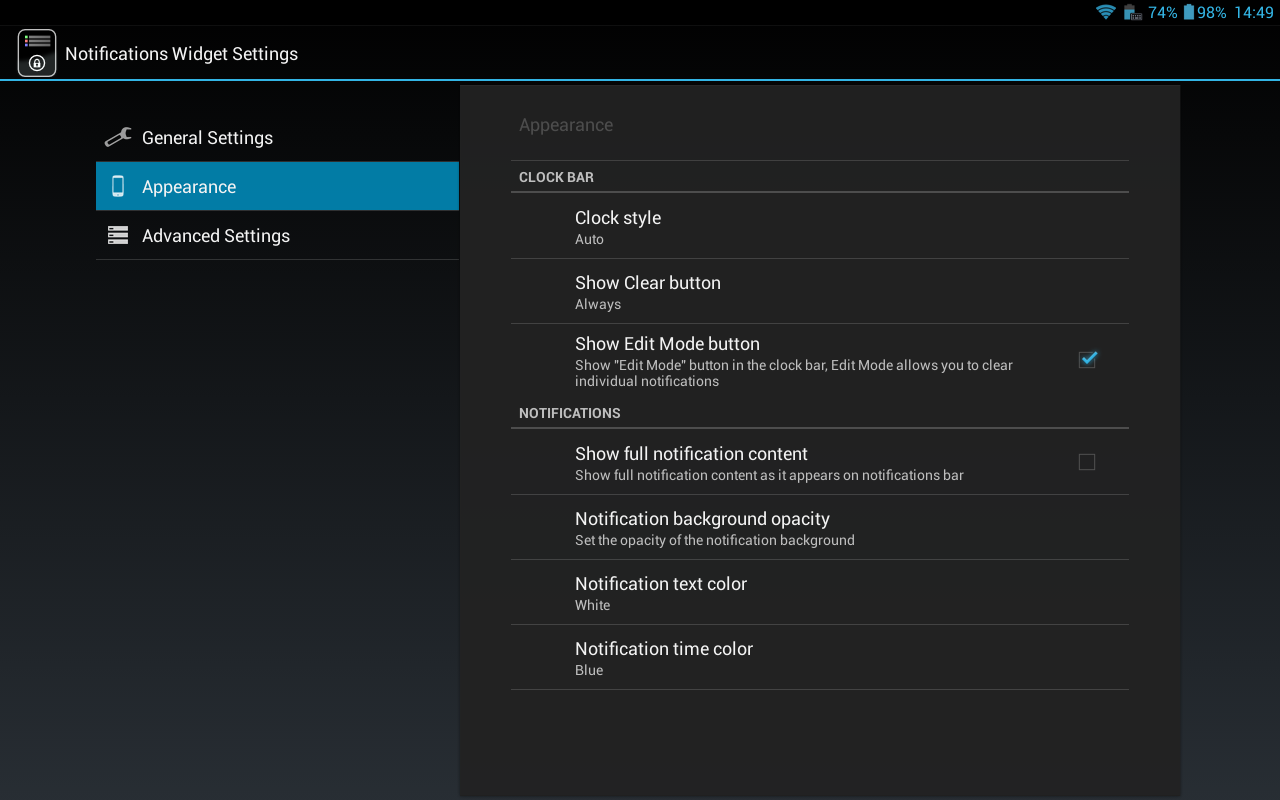 74% 98% 14:49
Notifications Widget Settings
General Settings
Appearance
Advanced Settings
Appearance
CLOCK BAR
Clock style
Auto
Show Clear button
Always
Show Edit Mode button
Show "Edit Mode" button in the clock bar, Edit Mode allows you to clear
individual notifications
NOTIFICATIONS
Show full notification content
Show full notification content as it appears on notifications bar
Notification background opacity
Set the opacity of the notification background
Notification text color
White
Notification time color
Blue